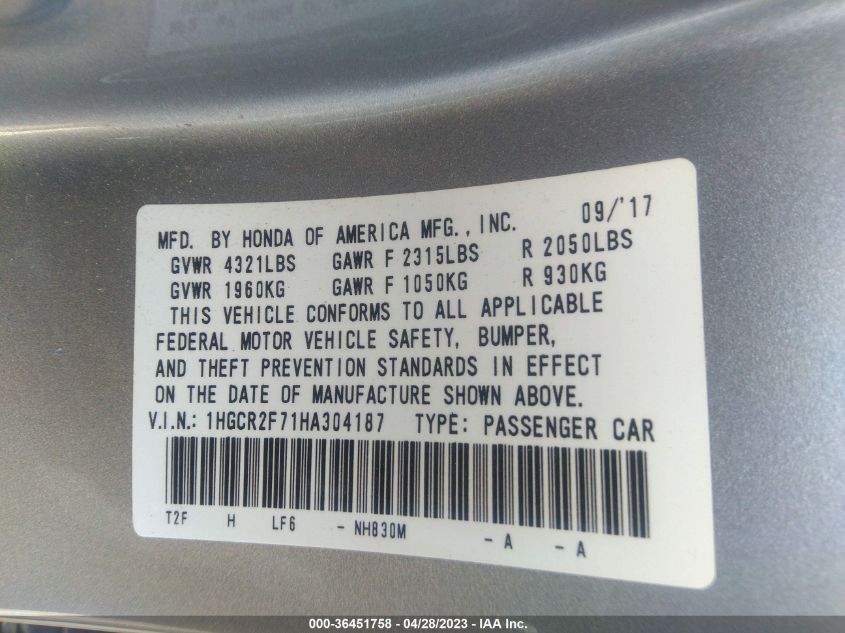 MFD. BY HONDA OF AMERICA MFG., INC. 09/'17
GVWR 4321LBS GAWR F 2315LBS R 2050LBS
GVWR 1960KG GAWR F 1050KG R 930KG
THIS VEHICLE CONFORMS TO ALL APPLICABLE
FEDERAL MOTOR VEHICLE SAFETY, BUMPER,
AND THEFT PREVENTION STANDARDS IN EFFECT
ON THE DATE OF MANUFACTURE SHOWN ABOVE.
V.I.N.: 1HGCR2F71HA304187 TYPE: PASSENGER CAR
T2F H LF6 - NH830M - A - A
000-36451758 - 04/28/2023 - IAA Inc.